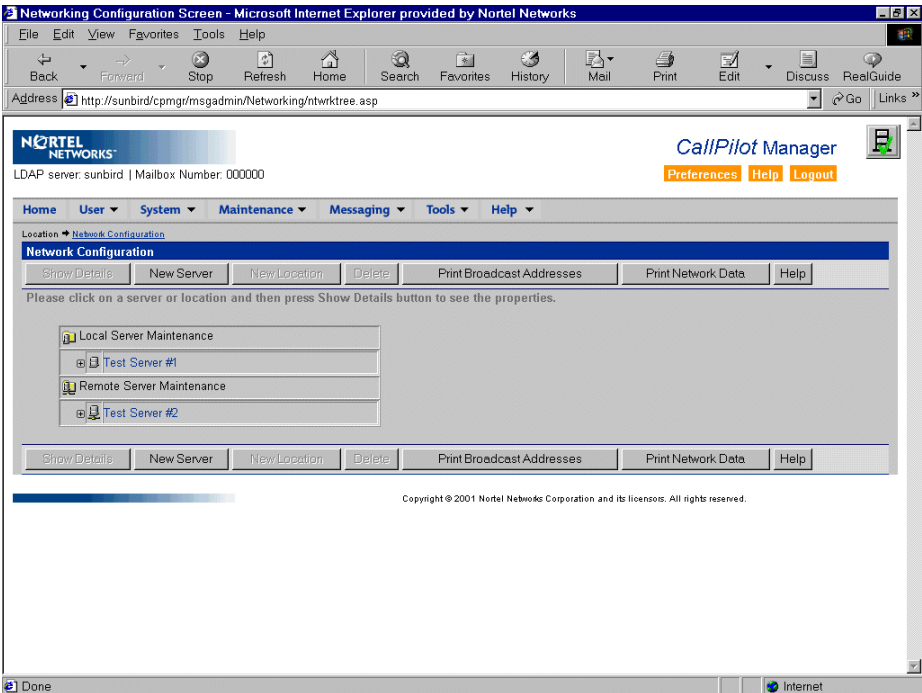 Networking Configuration Screen - Microsoft Internet Explorer provided by Nortel Networks
File Edit View Favorites Tools Help
Back Forward Stop Refresh Home Search Favorites History Mail Print Edit Discuss RealGuide
Address http://sunbird/cpmgr/msgadmin/Networking/ntwrktree.asp Go Links »
NORTEL
NETWORKS™
CallPilot Manager
LDAP server: sunbird | Mailbox Number: 000000
Preferences Help Logout
Home User System Maintenance Messaging Tools Help
Location Network Configuration
Network Configuration
Show Details New Server New Location Delete Print Broadcast Addresses Print Network Data Help
Please click on a server or location and then press Show Details button to see the properties.
Local Server Maintenance
Test Server #1
Remote Server Maintenance
Test Server #2
Show Details New Server New Location Delete Print Broadcast Addresses Print Network Data Help
Copyright © 2001 Nortel Networks Corporation and its licensors. All rights reserved.
Done Internet